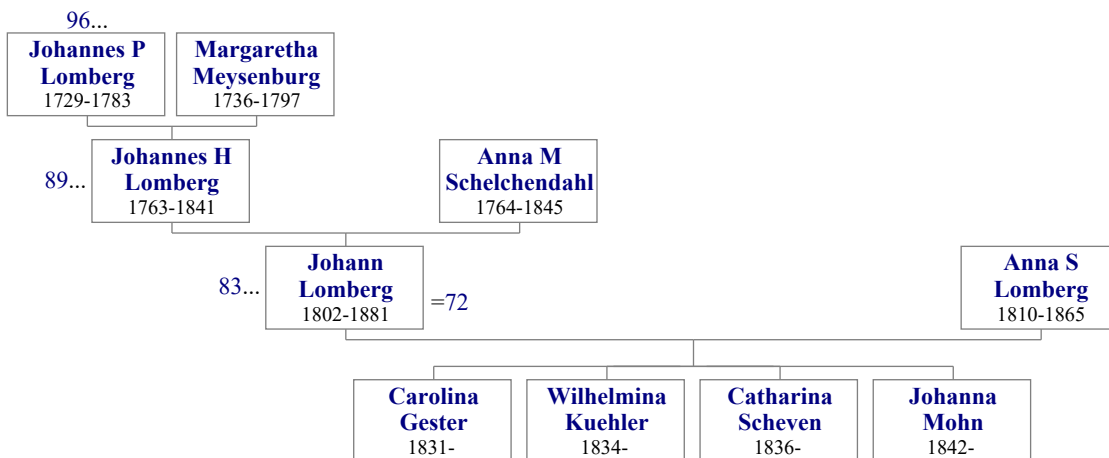 96...
Johannes P
Lomberg
1729-1783
Margaretha
Meysenburg
1736-1797
89...
Johannes H
Lomberg
1763-1841
Anna M
Schelchendahl
1764-1845
83...
Johann
Lomberg
1802-1881
=72
Anna S
Lomberg
1810-1865
Carolina
Gester
1831-
Wilhelmina
Kuehler
1834-
Catharina
Scheven
1836-
Johanna
Mohn
1842-